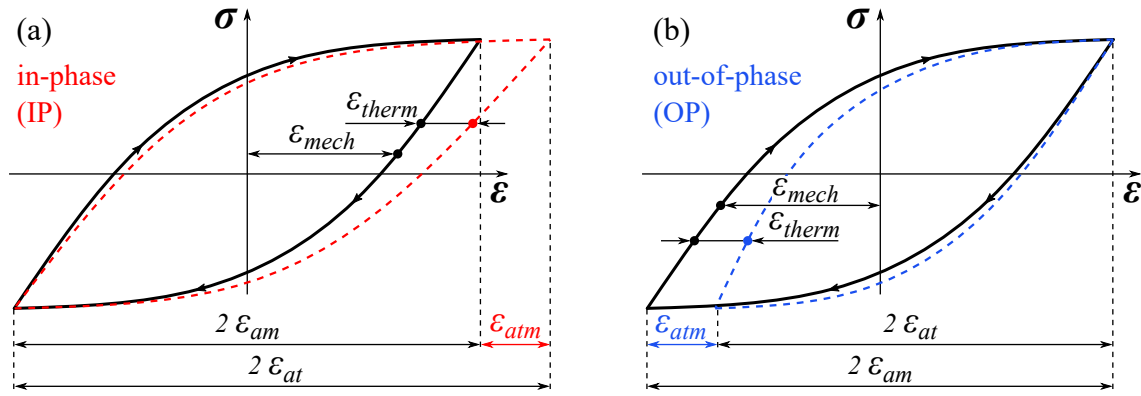 (a)
in-phase
(IP)
σ
ε_therm
ε_mech
ε
2 ε_am
ε_atm
2 ε_at
(b)
out-of-phase
(OP)
σ
ε_mech
ε
ε_therm
ε_atm
2 ε_at
2 ε_am